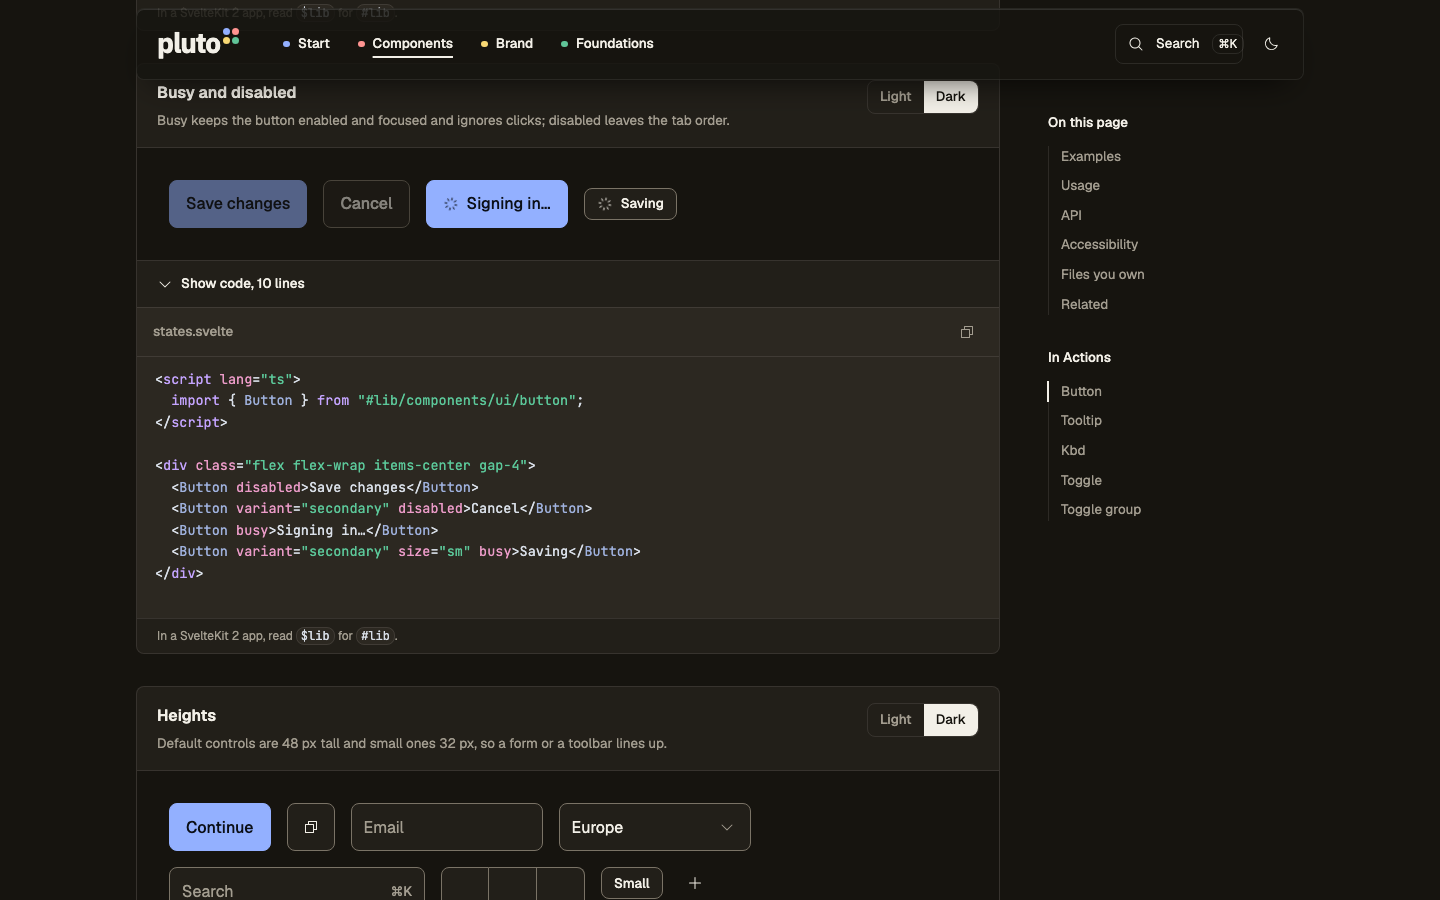 In a SvelteKit 2 app, read $lib for #lib.
pluto
Start
Components
Brand
Foundations
Search ⌘K
Busy and disabled
Light Dark
Busy keeps the button enabled and focused and ignores clicks; disabled leaves the tab order.
Save changes
Cancel
Signing in…
Saving
Show code, 10 lines
states.svelte
<script lang="ts">
  import { Button } from "#lib/components/ui/button";
</script>

<div class="flex flex-wrap items-center gap-4">
  <Button disabled>Save changes</Button>
  <Button variant="secondary" disabled>Cancel</Button>
  <Button busy>Signing in…</Button>
  <Button variant="secondary" size="sm" busy>Saving</Button>
</div>
In a SvelteKit 2 app, read $lib for #lib.
Heights
Light Dark
Default controls are 48 px tall and small ones 32 px, so a form or a toolbar lines up.
Continue
Email
Europe
Search ⌘K
Small
On this page
Examples
Usage
API
Accessibility
Files you own
Related
In Actions
Button
Tooltip
Kbd
Toggle
Toggle group